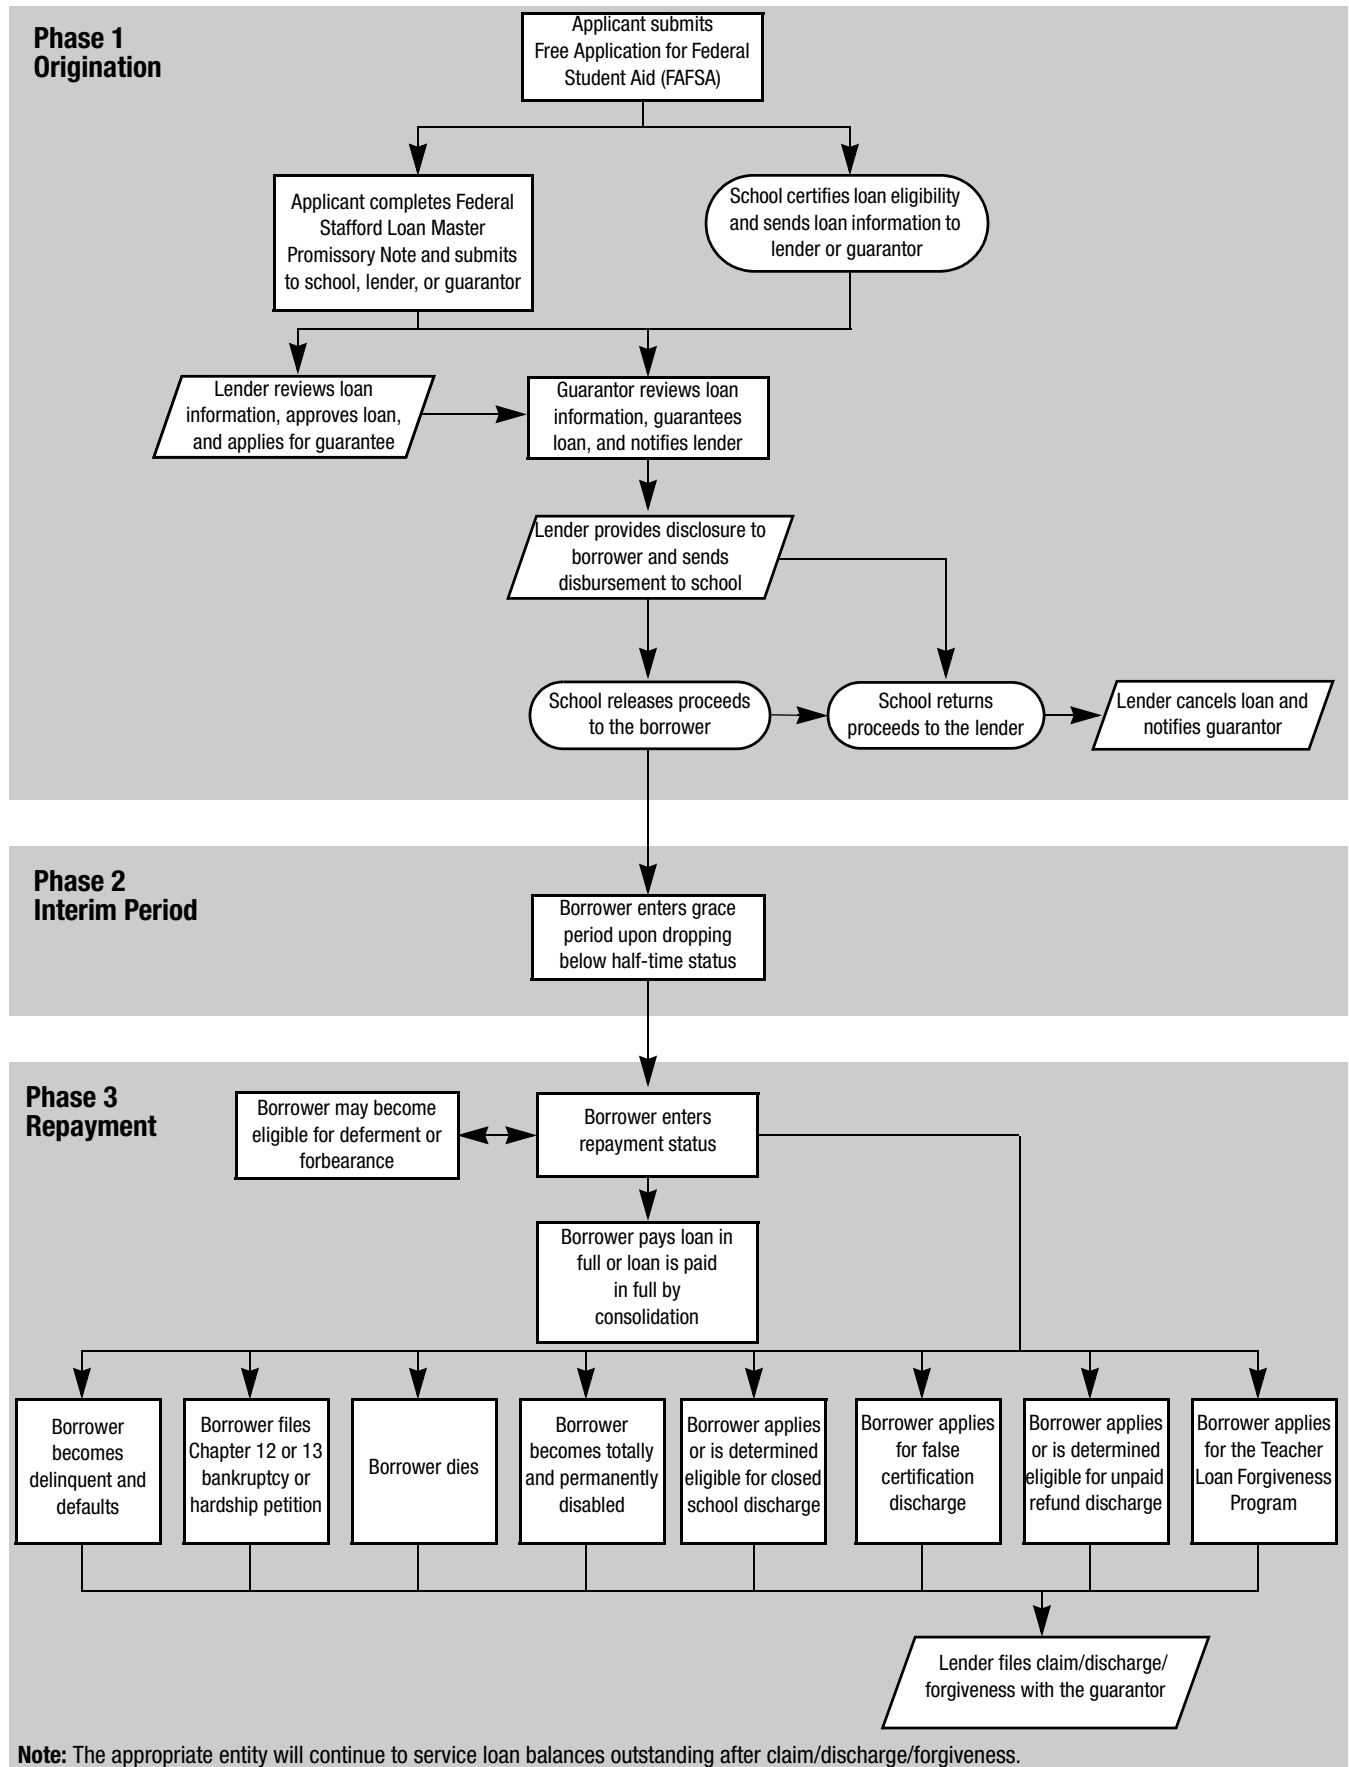 Phase 1
Origination
Applicant submits
Free Application for Federal
Student Aid (FAFSA)
Applicant completes Federal
Stafford Loan Master
Promissory Note and submits
to school, lender, or guarantor
School certifies loan eligibility
and sends loan information to
lender or guarantor
Lender reviews loan
information, approves loan,
and applies for guarantee
Guarantor reviews loan
information, guarantees
loan, and notifies lender
Lender provides disclosure to
borrower and sends
disbursement to school
School releases proceeds
to the borrower
School returns
proceeds to the lender
Lender cancels loan and
notifies guarantor
Phase 2
Interim Period
Borrower enters grace
period upon dropping
below half-time status
Phase 3
Repayment
Borrower may become
eligible for deferment or
forbearance
Borrower enters
repayment status
Borrower pays loan in
full or loan is paid
in full by
consolidation
Borrower
becomes
delinquent and
defaults
Borrower files
Chapter 12 or 13
bankruptcy or
hardship petition
Borrower dies
Borrower
becomes totally
and permanently
disabled
Borrower applies
or is determined
eligible for closed
school discharge
Borrower applies
for false
certification
discharge
Borrower applies
or is determined
eligible for unpaid
refund discharge
Borrower applies
for the Teacher
Loan Forgiveness
Program
Lender files claim/discharge/
forgiveness with the guarantor
Note: The appropriate entity will continue to service loan balances outstanding after claim/discharge/forgiveness.